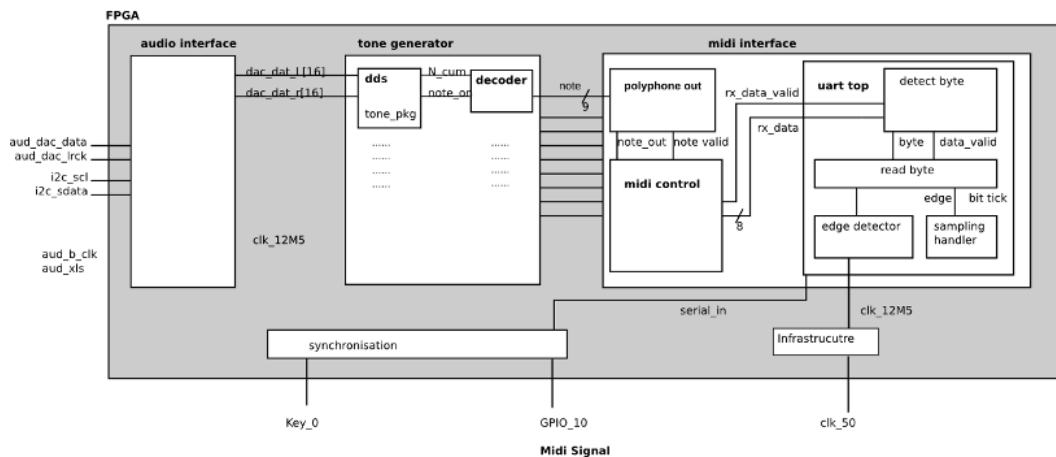 FPGA
audio interface
tone generator
midi interface
dac_dat_l [16]
dac_dat_r[16]
dds
tone_pkg
N_cum
note_on
decoder
note
9
polyphone out
note_out
note valid
midi control
rx_data_valid
rx_data
8
uart top
detect byte
byte
data_valid
read byte
edge
bit tick
edge detector
sampling
handler
......
......
......
......
......
......
......
......
aud_dac_data
aud_dac_lrck
i2c_scl
i2c_sdata
aud_b_clk
aud_xls
clk_12M5
serial_in
clk_12M5
synchronisation
Infrastrucutre
Key_0
GPIO_10
clk_50
Midi Signal